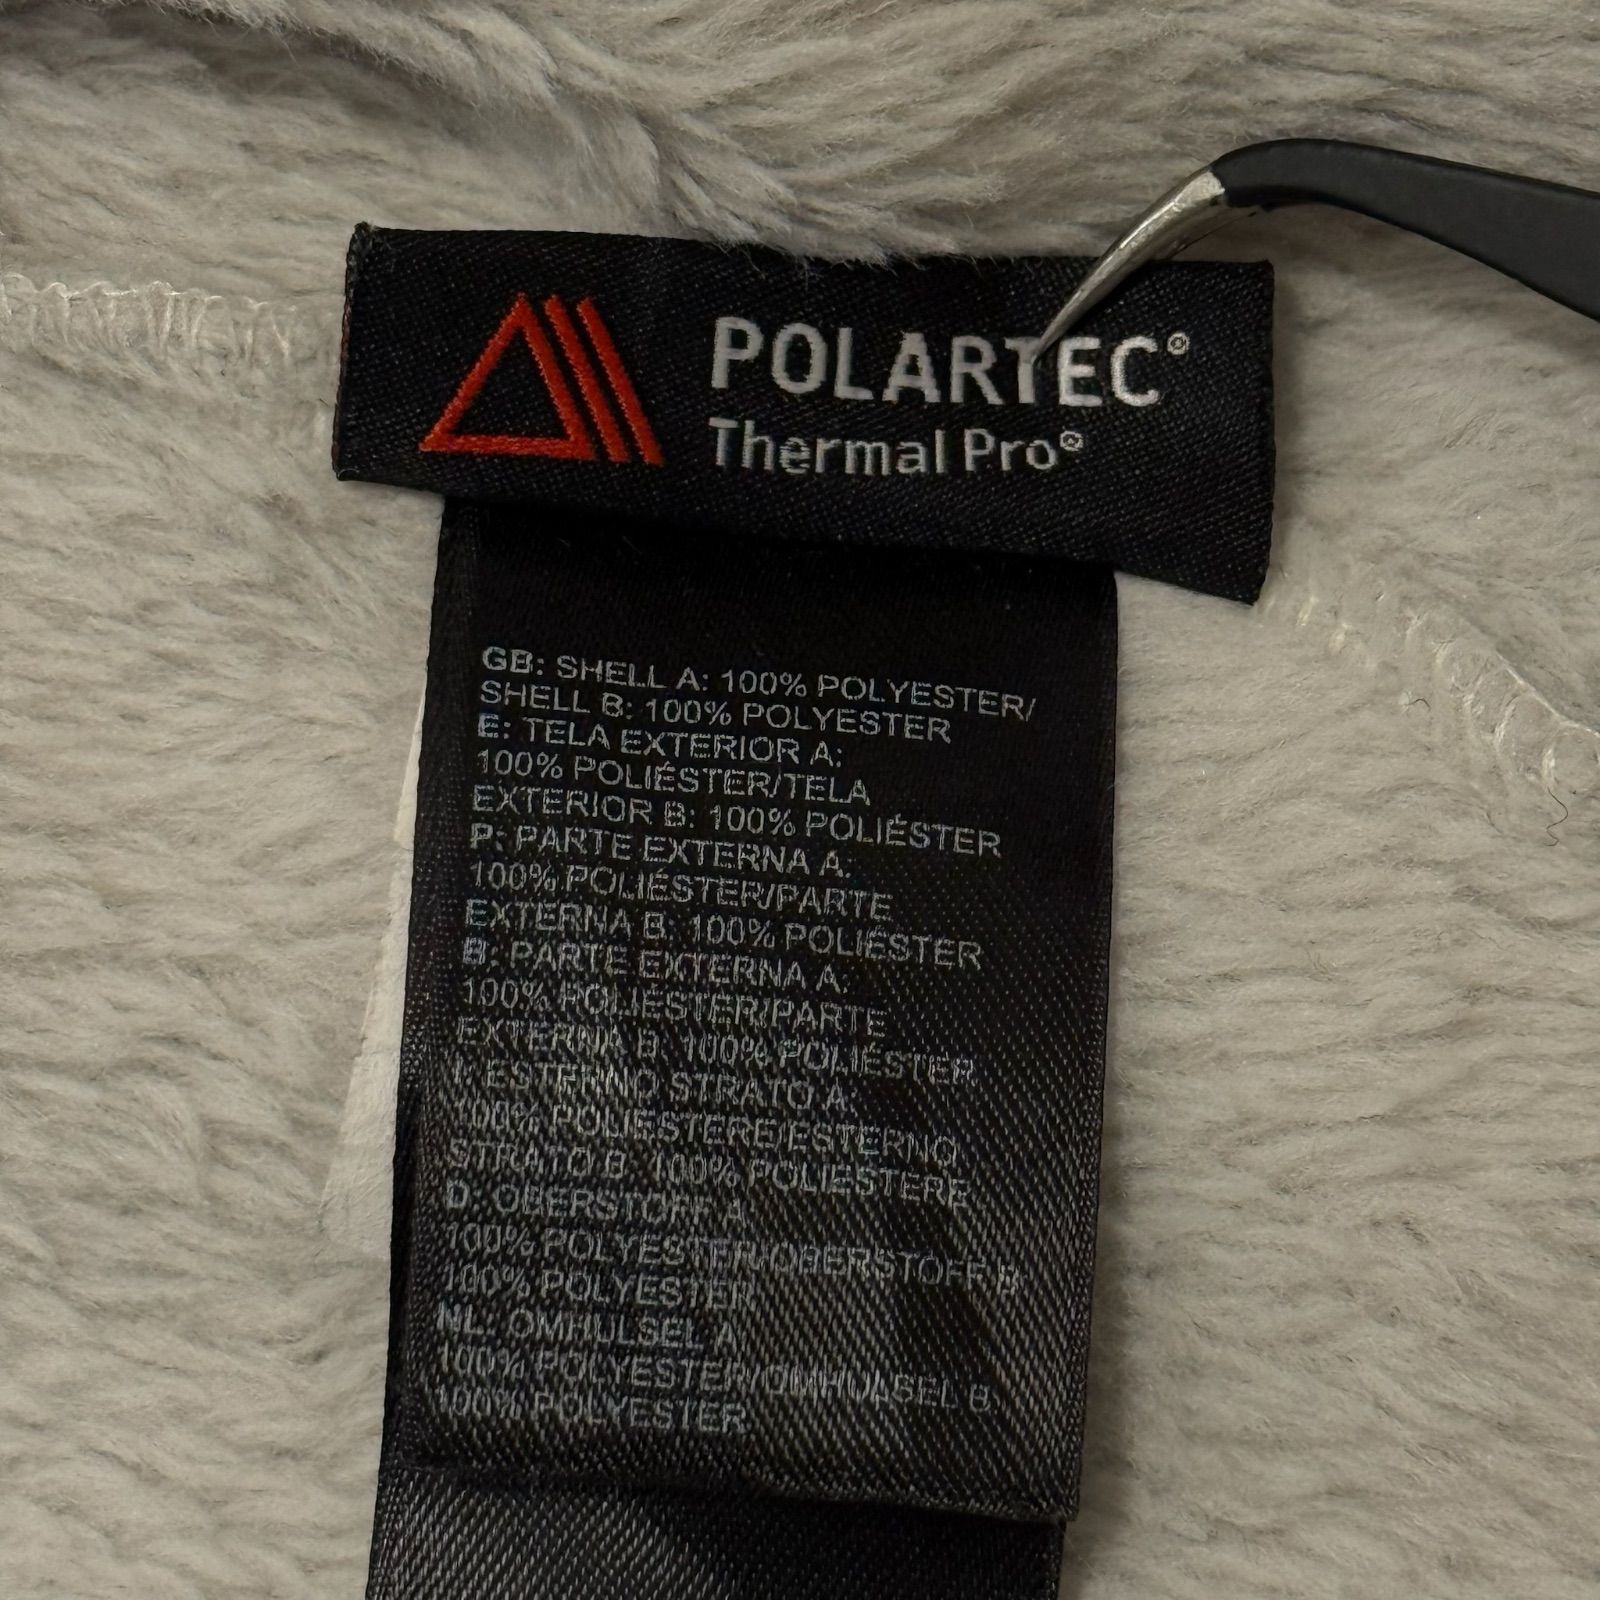 POLARTEC®
Thermal Pro®
GB: SHELL A: 100% POLYESTER/
SHELL B: 100% POLYESTER
E: TELA EXTERIOR A:
100% POLIÉSTER/TELA
EXTERIOR B: 100% POLIÉSTER
P: PARTE EXTERNA A:
100% POLIÉSTER/PARTE
EXTERNA B: 100% POLIÉSTER
B: PARTE EXTERNA A:
100% POLIÉSTER/PARTE
EXTERNA B: 100% POLIÉSTER
I: ESTERNO STRATO A:
100% POLIESTERE/ESTERNO
STRATO B: 100% POLIESTERE
D: OBERSTOFF A:
100% POLYESTER/OBERSTOFF B:
100% POLYESTER
NL: OMHULSEL A:
100% POLYESTER/OMHULSEL B:
100% POLYESTER